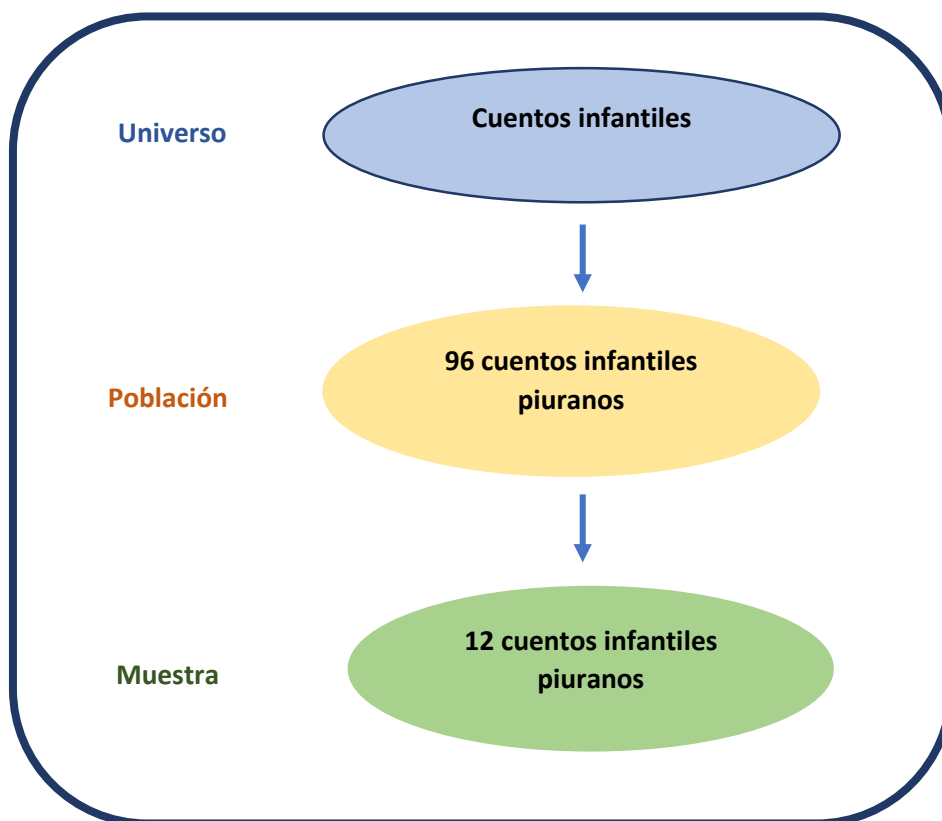 Universo
Cuentos infantiles
Población
96 cuentos infantiles
piuranos
Muestra
12 cuentos infantiles
piuranos